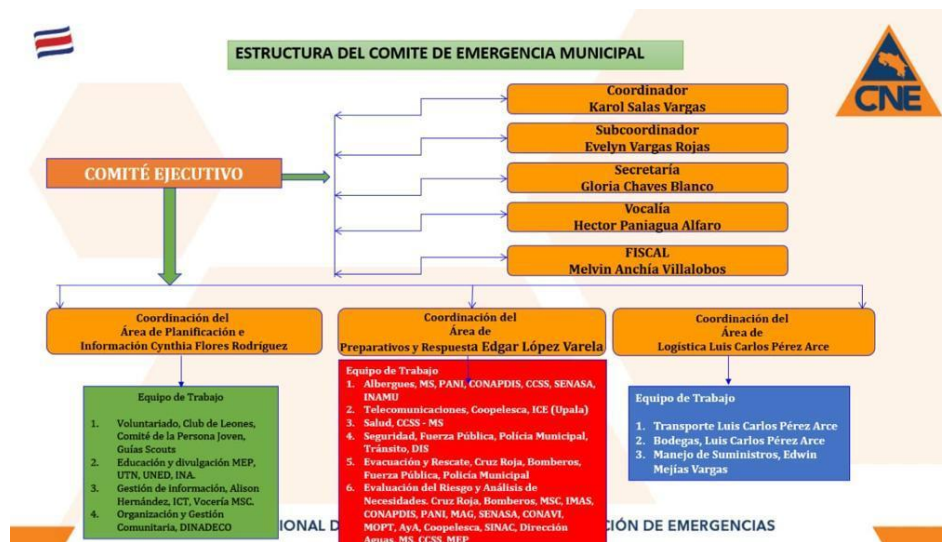 ESTRUCTURA DEL COMITE DE EMERGENCIA MUNICIPAL
CNE
COMITÉ EJECUTIVO
Coordinador
Karol Salas Vargas
Subcoordinador
Evelyn Vargas Rojas
Secretaría
Gloria Chaves Blanco
Vocalía
Hector Paniagua Alfaro
FISCAL
Melvin Anchía Villalobos
Coordinación del
Área de Planificación e
Información Cynthia Flores Rodríguez
Equipo de Trabajo
1. Voluntariado, Club de Leones,
Comité de la Persona Joven,
Guías Scouts
2. Educación y divulgación MEP,
UTN, UNED, INA.
3. Gestión de información, Alison
Hernández, ICT, Vocería MSC.
4. Organización y Gestión
Comunitaria, DINADECO
Coordinación del
Área de
Preparativos y Respuesta Edgar López Varela
Equipo de Trabajo
1. Albergues, MS, PANI, CONAPDIS, CCSS, SENASA,
INAMU
2. Telecomunicaciones, Coopelesca, ICE (Upala)
3. Salud, CCSS - MS
4. Seguridad, Fuerza Pública, Policía Municipal,
Tránsito, DIS
5. Evacuación y Rescate, Cruz Roja, Bomberos,
Fuerza Pública, Policía Municipal
6. Evaluación del Riesgo y Análisis de
Necesidades. Cruz Roja, Bomberos, MSC, IMAS,
CONAPDIS, PANI, MAG, SENASA, CONAVI,
MOPT, AyA, Coopelesca, SINAC, Dirección
Aguas, MS, CCSS, MEP
Coordinación del
Área de
Logística Luis Carlos Pérez Arce
Equipo de Trabajo
1. Transporte Luis Carlos Pérez Arce
2. Bodegas, Luis Carlos Pérez Arce
3. Manejo de Suministros, Edwin
Mejías Vargas
IONAL D CIÓN DE EMERGENCIAS